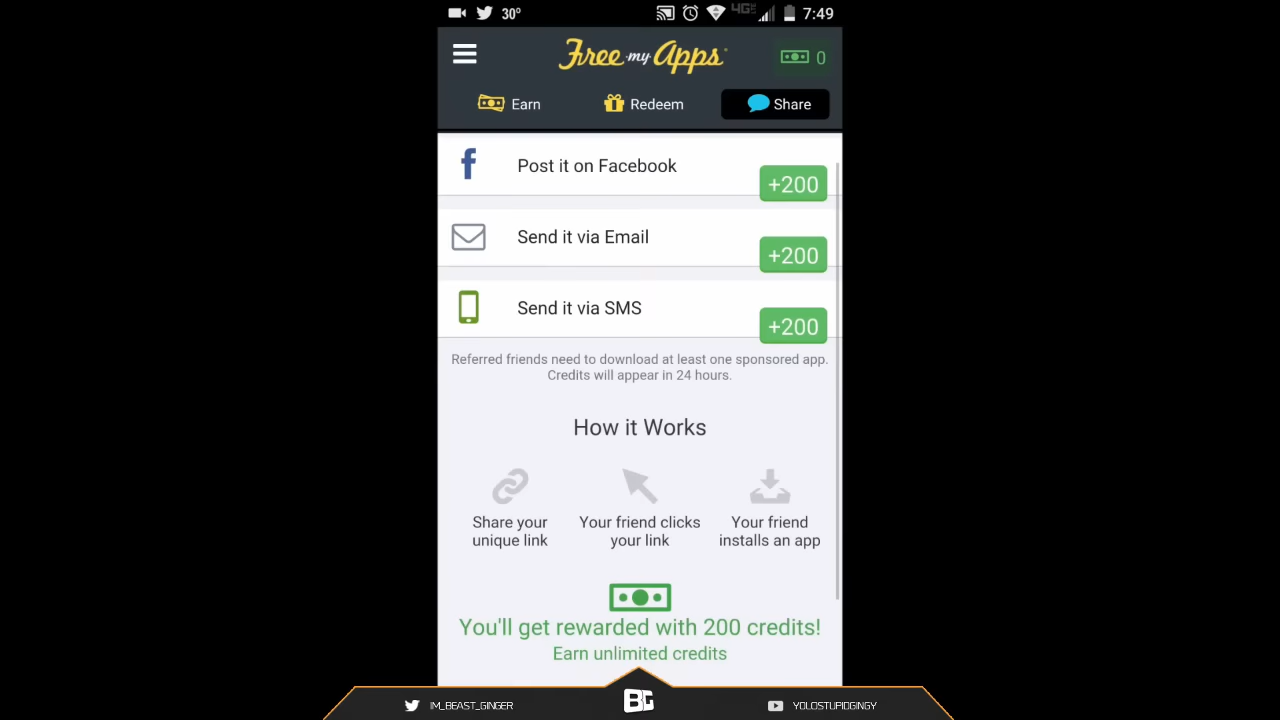 30°
4G
7:49
Free my Apps
0
Earn
Redeem
Share
Post it on Facebook
+200
Send it via Email
+200
Send it via SMS
+200
Referred friends need to download at least one sponsored app.
Credits will appear in 24 hours.
How it Works
Share your
unique link
Your friend clicks
your link
Your friend
installs an app
You'll get rewarded with 200 credits!
Earn unlimited credits
IM_BEAST_GINGER
BG
YOLOSTUPIDGINGY